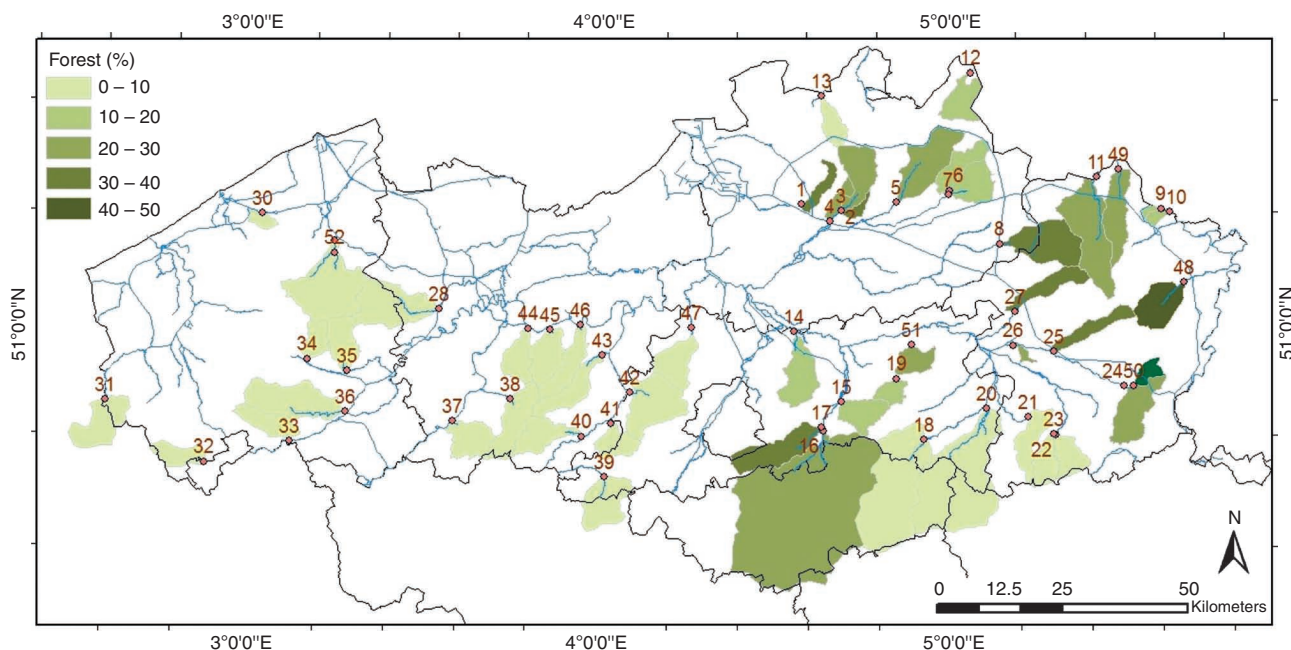 3°0'0"E 4°0'0"E 5°0'0"E
Forest (%)
0 – 10
10 – 20
20 – 30
30 – 40
40 – 50
12
13
11 49
1 3 5 7 6 9 10
4 2
30
52 8
48
28 27
51°0'0"N 51°0'0"N
44 45 46 47 14 26 25
34 43 51
35 19 24 50
31 38 42 15
36 37 41 17 20 21
33 40 18 23
32 16 22
39
N
0 12.5 25 50
Kilometers
3°0'0"E 4°0'0"E 5°0'0"E